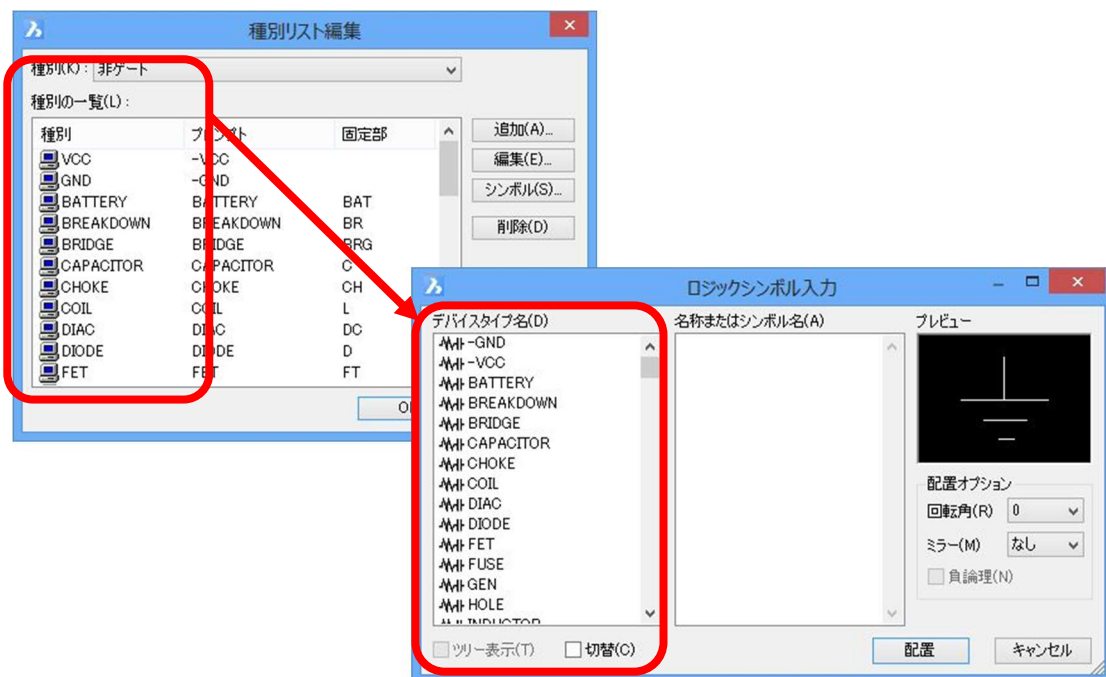 種別リスト編集
種別(K): 非ゲート
種別の一覧(L):
種別 プロンプト 固定部
VCC -VCC
GND -GND
BATTERY BATTERY BAT
BREAKDOWN BREAKDOWN BR
BRIDGE BRIDGE BRG
CAPACITOR CAPACITOR C
CHOKE CHOKE CH
COIL COIL L
DIAC DIAC DC
DIODE DIODE D
FET FET FT
追加(A)...
編集(E)...
シンボル(S)...
削除(D)
ロジックシンボル入力
デバイスタイプ名(D)
-GND
-VCC
BATTERY
BREAKDOWN
BRIDGE
CAPACITOR
CHOKE
COIL
DIAC
DIODE
FET
FUSE
GEN
HOLE
INDUCTOR
ツリー表示(T) 切替(C)
名称またはシンボル名(A)
プレビュー
配置オプション
回転角(R) 0
ミラー(M) なし
負論理(N)
配置 キャンセル